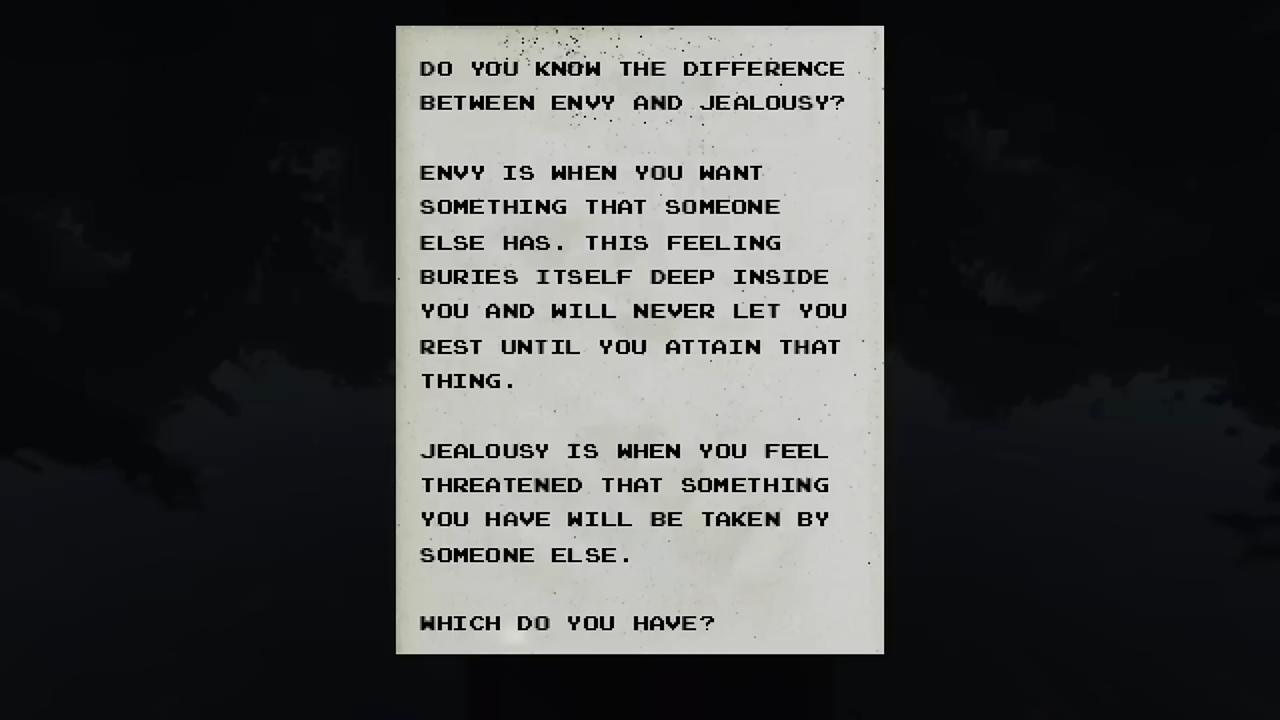 DO YOU KNOW THE DIFFERENCE
BETWEEN ENVY AND JEALOUSY?
ENVY IS WHEN YOU WANT
SOMETHING THAT SOMEONE
ELSE HAS. THIS FEELING
BURIES ITSELF DEEP INSIDE
YOU AND WILL NEVER LET YOU
REST UNTIL YOU ATTAIN THAT
THING.
JEALOUSY IS WHEN YOU FEEL
THREATENED THAT SOMETHING
YOU HAVE WILL BE TAKEN BY
SOMEONE ELSE.
WHICH DO YOU HAVE?